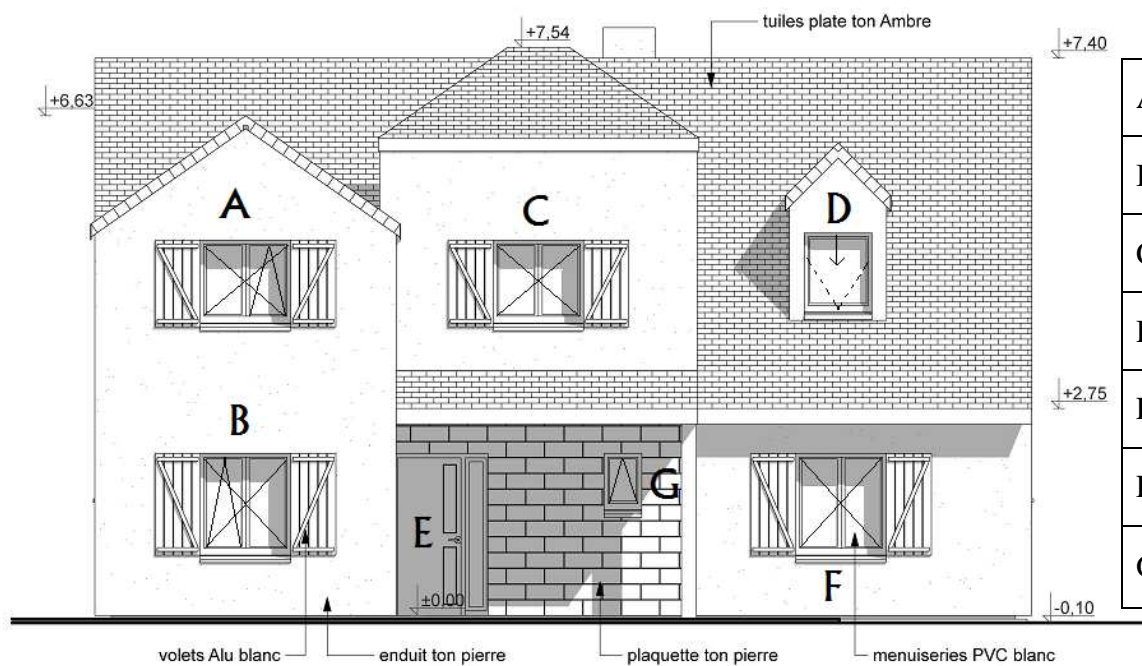 tuiles plate ton Ambre
+7,54
+7,40
+6,63
A
C
D
+2,75
B
G
E
F
±0,00
-0,10
volets Alu blanc
enduit ton pierre
plaquette ton pierre
menuiseries PVC blanc